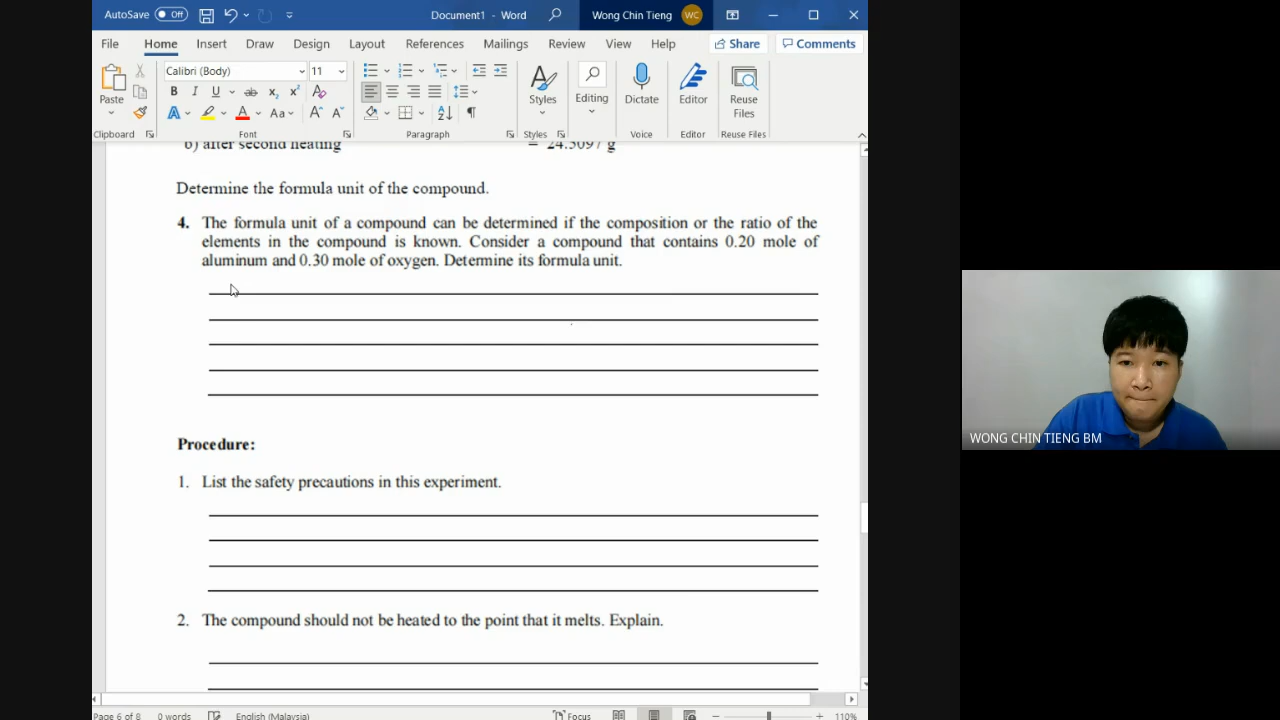 AutoSave Off Document1 - Word Wong Chin Tieng WC
File Home Insert Draw Design Layout References Mailings Review View Help Share Comments
Calibri (Body) 11
Paste Styles Editing Dictate Editor Reuse Files
Clipboard Font Paragraph Styles Voice Editor Reuse Files
b) after second heating = 24.3097 g
Determine the formula unit of the compound.
4. The formula unit of a compound can be determined if the composition or the ratio of the
elements in the compound is known. Consider a compound that contains 0.20 mole of
aluminum and 0.30 mole of oxygen. Determine its formula unit.
WONG CHIN TIENG BM
Procedure:
1. List the safety precautions in this experiment.
2. The compound should not be heated to the point that it melts. Explain.
Page 6 of 8 0 words English (Malaysia) Focus 110%